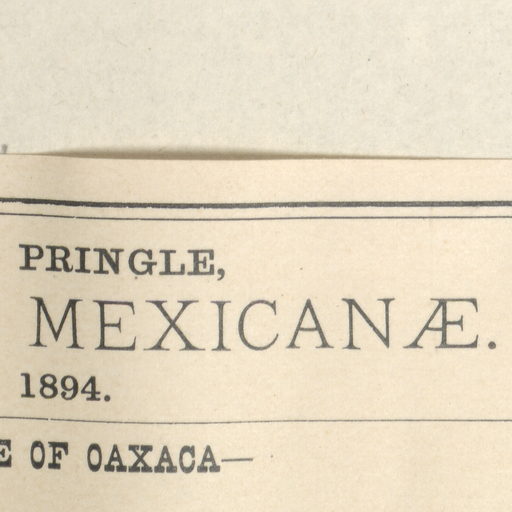 PRINGLE,
MEXICANÆ.
1894.
E OF OAXACA—